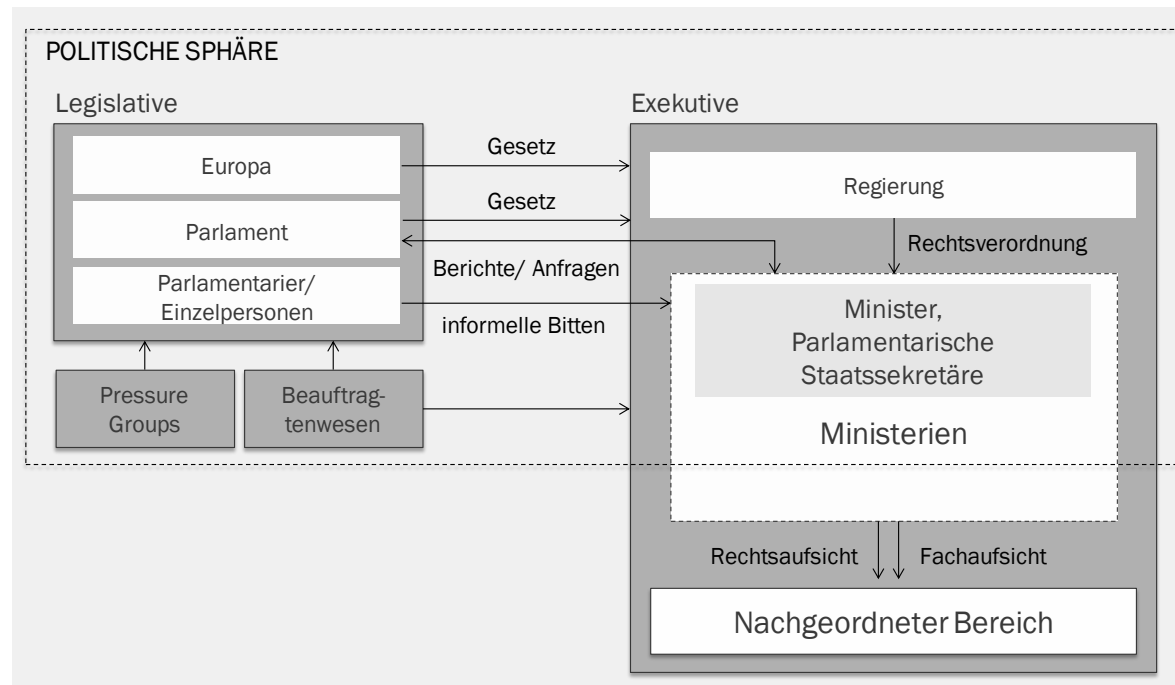 POLITISCHE SPHÄRE
Legislative
Exekutive
Europa
Gesetz
Regierung
Parlament
Gesetz
Rechtsverordnung
Berichte/ Anfragen
Parlamentarier/
Einzelpersonen
informelle Bitten
Minister,
Parlamentarische
Staatssekretäre
Pressure
Groups
Beauftrag-
tenwesen
Ministerien
Rechtsaufsicht
Fachaufsicht
Nachgeordneter Bereich